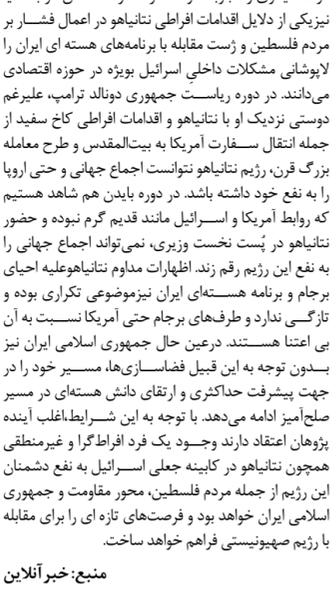 نیزیکی از دلایل اقدامات افراطی نتانیاهو در اعمال فشار بر
مردم فلسطین و ژست مقابله با برنامه‌های هسته ای ایران را
لاپوشانی مشکلات داخلی اسرائیل بویژه در حوزه اقتصادی
می‌دانند. در دوره ریاست جمهوری دونالد ترامپ، علیرغم
دوستی نزدیک او با نتانیاهو و اقدامات افراطی کاخ سفید از
جمله انتقال سفارت آمریکا به بیت‌المقدس و طرح معامله
بزرگ قرن، رژیم نتانیاهو نتوانست اجماع جهانی و حتی اروپا
را به نفع خود داشته باشد. در دوره بایدن هم شاهد هستیم
که روابط آمریکا و اسرائیل مانند قدیم گرم نبوده و حضور
نتانیاهو در پُست نخست وزیری، نمی‌تواند اجماع جهانی را
به نفع این رژیم رقم زند. اظهارات مداوم نتانیاهوعلیه احیای
برجام و برنامه هسته‌ای ایران نیزموضوعی تکراری بوده و
تازگی ندارد و طرف‌های برجام حتی آمریکا نسبت به آن
بی اعتنا هستند. درعین حال جمهوری اسلامی ایران نیز
بدون توجه به این قبیل فضاسازی‌ها، مسیر خود را در
جهت پیشرفت حداکثری و ارتقای دانش هسته‌ای در مسیر
صلح‌آمیز ادامه می‌دهد. با توجه به این شرایط،اغلب آینده
پژوهان اعتقاد دارند وجود یک فرد افراط‌گرا و غیرمنطقی
همچون نتانیاهو در کابینه جعلی اسرائیل به نفع دشمنان
این رژیم از جمله مردم فلسطین، محور مقاومت و جمهوری
اسلامی ایران خواهد بود و فرصت‌های تازه ای را برای مقابله
با رژیم صهیونیستی فراهم خواهد ساخت.
منبع: خبرآنلاین